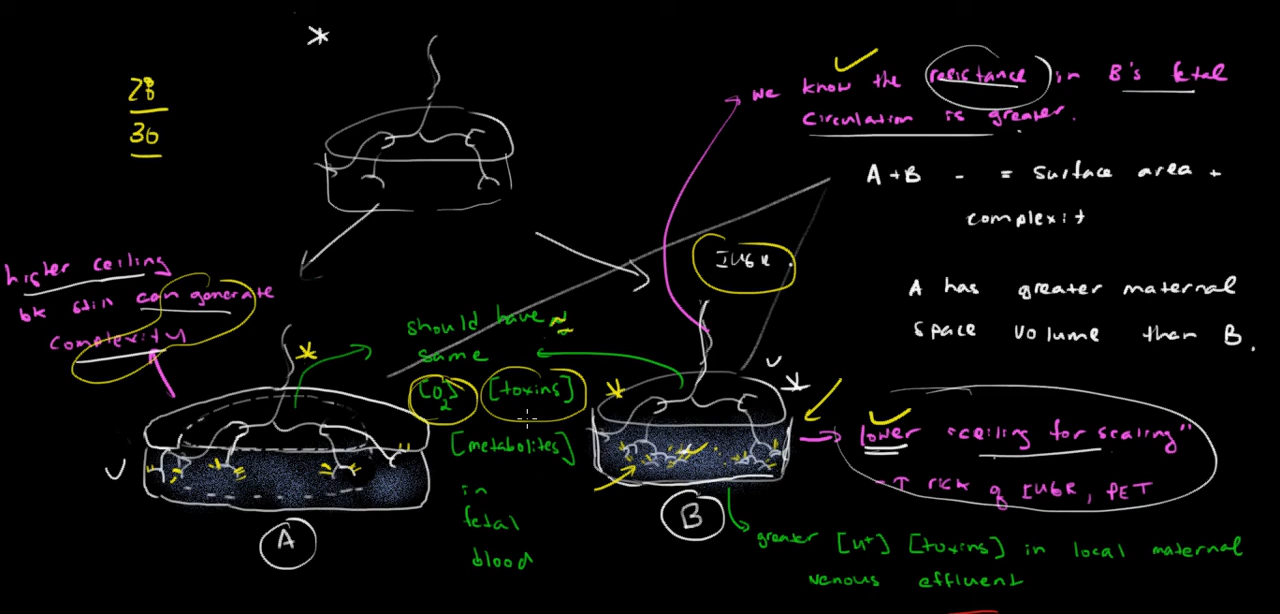 28
30
we know the resistance in B's fetal
circulation is greater.
A + B - = surface area +
complexit
IUGR.
A has greater maternal
space volume than B.
higher ceiling
bk still can generate
complexity
should have ≈
same
[O2] [toxins]
[metabolites]
in
fetal
blood
lower "ceiling for scaling"
- ↑ risk of IUGR, PET
A
B
greater [H+] [toxins] in local maternal
venous effluent